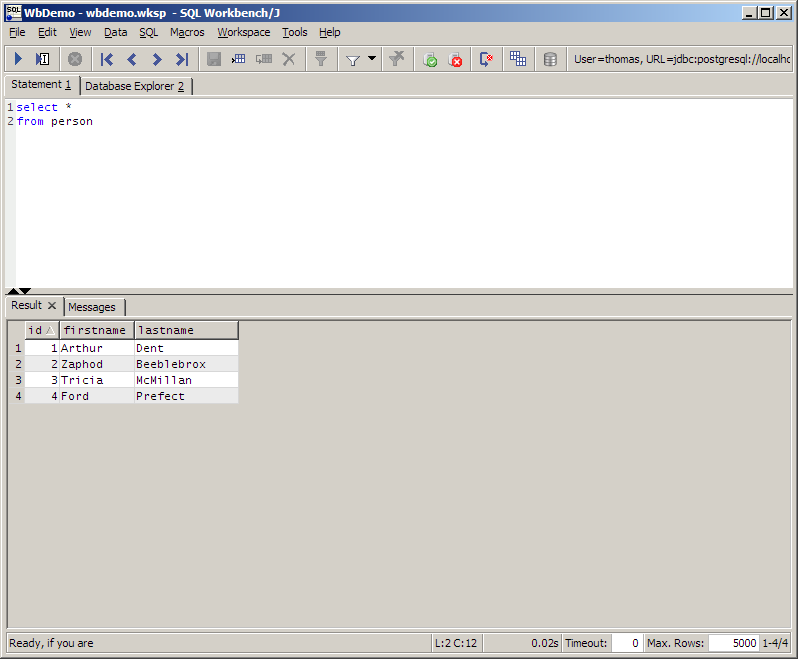 SQL WbDemo - wbdemo.wksp - SQL Workbench/J
File Edit View Data SQL Macros Workspace Tools Help
User=thomas, URL=jdbc:postgresql://localho
Statement 1 Database Explorer 2
1 select *
2 from person
Result Messages
id firstname lastname
1 1 Arthur Dent
2 2 Zaphod Beeblebrox
3 3 Tricia McMillan
4 4 Ford Prefect
Ready, if you are L:2 C:12 0.02s Timeout: 0 Max. Rows: 5000 1-4/4